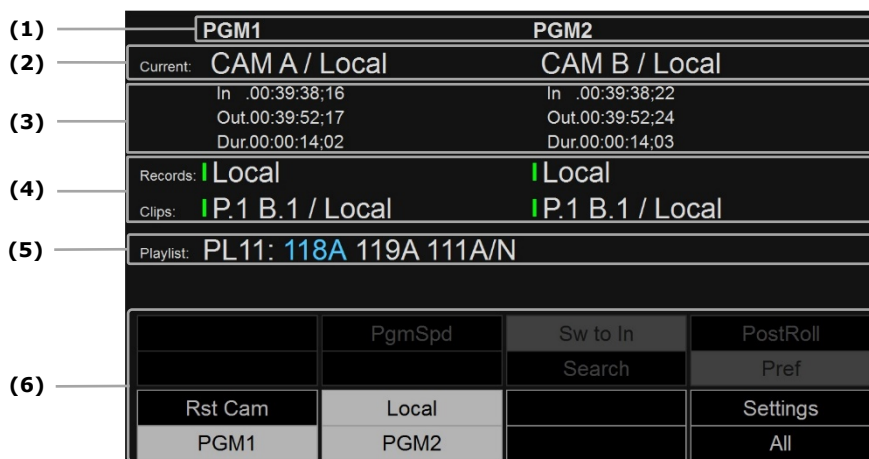 (1) PGM1 PGM2
(2) Current: CAM A / Local CAM B / Local
In .00:39:38;16 In .00:39:38;22
(3) Out.00:39:52;17 Out.00:39:52;24
Dur.00:00:14;02 Dur.00:00:14;03
(4) Records: Local Local
Clips: P.1 B.1 / Local P.1 B.1 / Local
(5) Playlist: PL11: 118A 119A 111A/N
PgmSpd Sw to In PostRoll
Search Pref
(6)
Rst Cam Local Settings
PGM1 PGM2 All